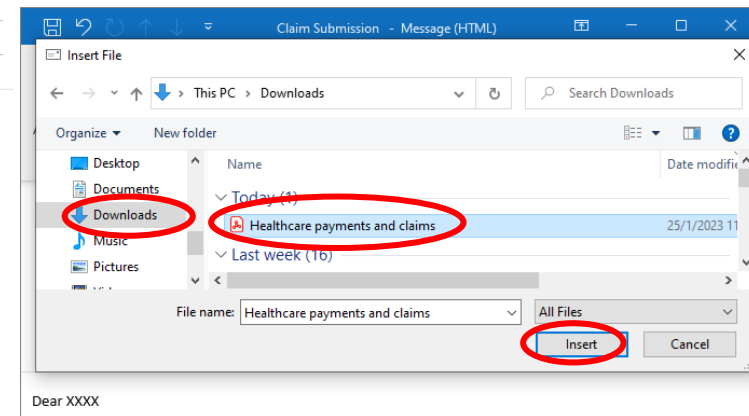 Claim Submission - Message (HTML)
Insert File
This PC > Downloads
Search Downloads
Organize
New folder
Desktop
Documents
Downloads
Music
Pictures
Name
Date modifie
Today (1)
Healthcare payments and claims
25/1/2023 11
Last week (16)
File name:
Healthcare payments and claims
All Files
Insert
Cancel
Dear XXXX